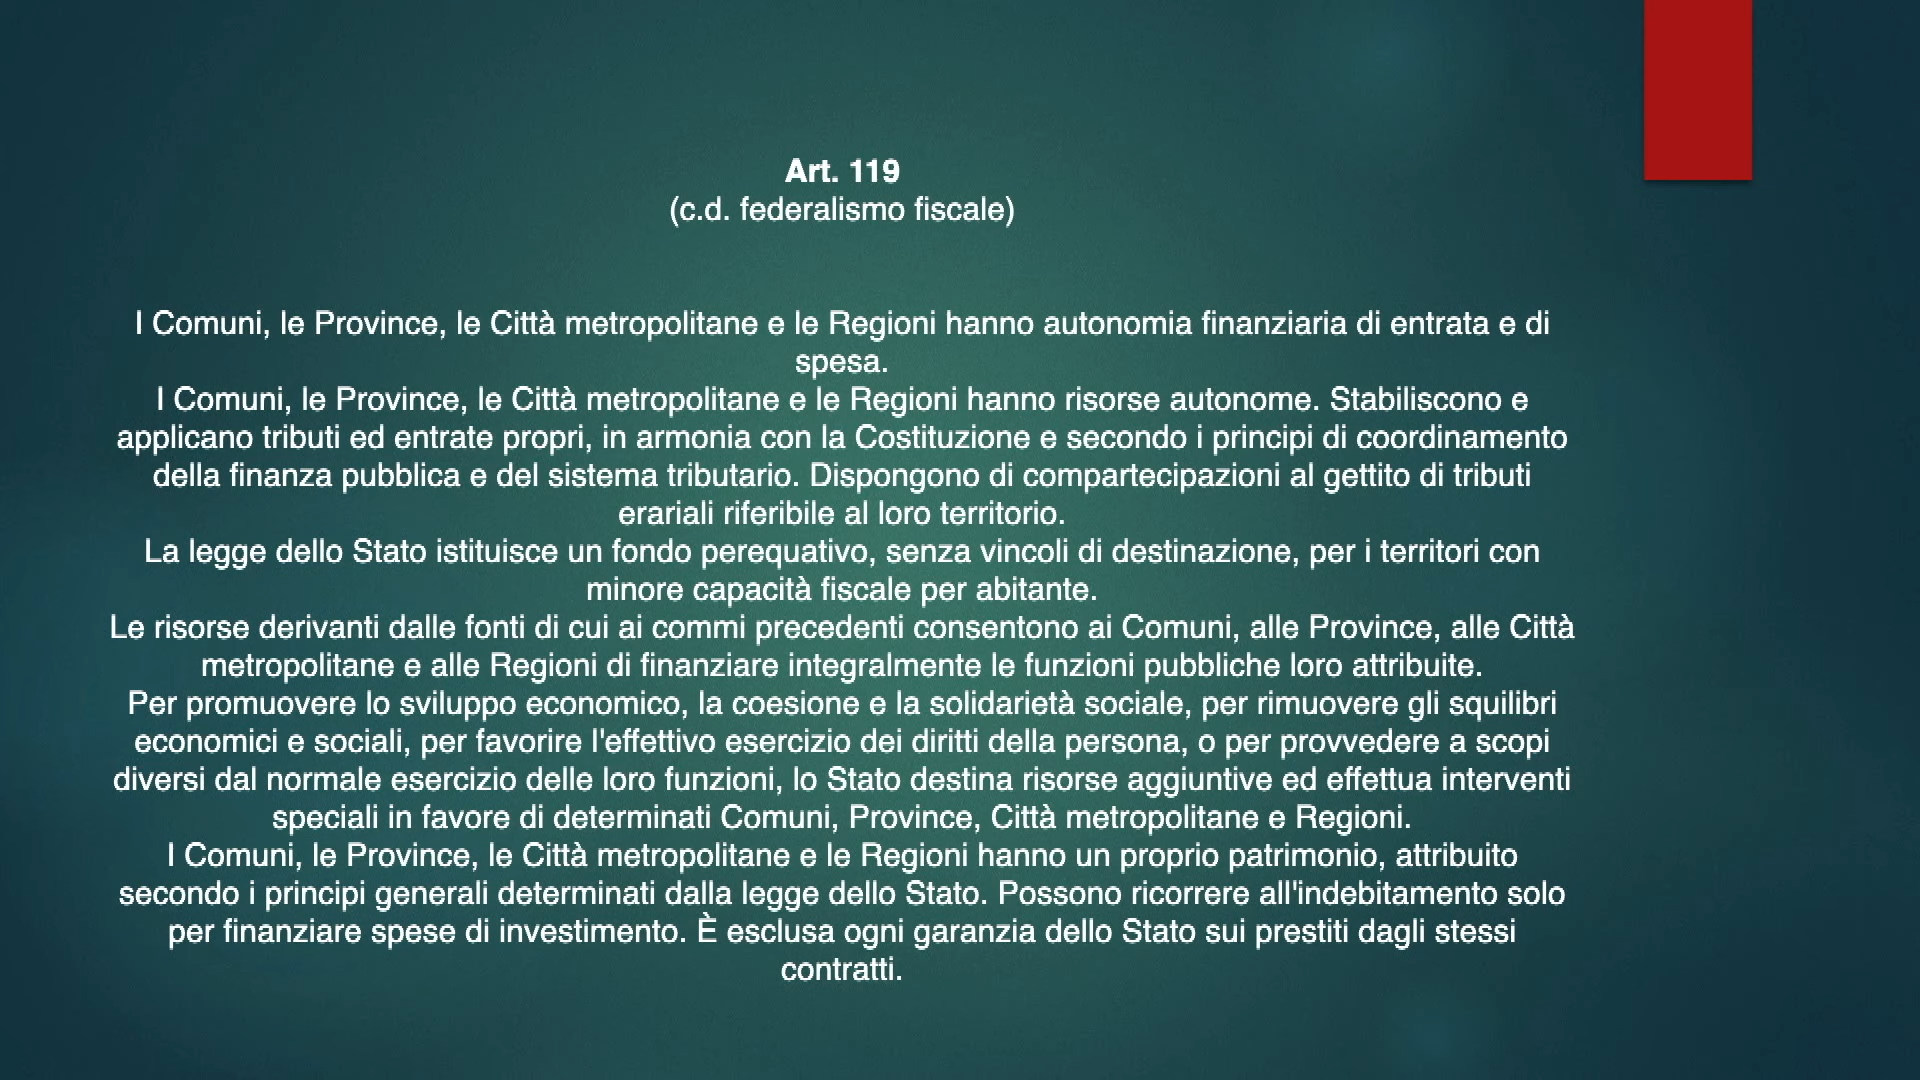 Art. 119
(c.d. federalismo fiscale)
I Comuni, le Province, le Città metropolitane e le Regioni hanno autonomia finanziaria di entrata e di
spesa.
I Comuni, le Province, le Città metropolitane e le Regioni hanno risorse autonome. Stabiliscono e
applicano tributi ed entrate propri, in armonia con la Costituzione e secondo i principi di coordinamento
della finanza pubblica e del sistema tributario. Dispongono di compartecipazioni al gettito di tributi
erariali riferibile al loro territorio.
La legge dello Stato istituisce un fondo perequativo, senza vincoli di destinazione, per i territori con
minore capacità fiscale per abitante.
Le risorse derivanti dalle fonti di cui ai commi precedenti consentono ai Comuni, alle Province, alle Città
metropolitane e alle Regioni di finanziare integralmente le funzioni pubbliche loro attribuite.
Per promuovere lo sviluppo economico, la coesione e la solidarietà sociale, per rimuovere gli squilibri
economici e sociali, per favorire l'effettivo esercizio dei diritti della persona, o per provvedere a scopi
diversi dal normale esercizio delle loro funzioni, lo Stato destina risorse aggiuntive ed effettua interventi
speciali in favore di determinati Comuni, Province, Città metropolitane e Regioni.
I Comuni, le Province, le Città metropolitane e le Regioni hanno un proprio patrimonio, attribuito
secondo i principi generali determinati dalla legge dello Stato. Possono ricorrere all'indebitamento solo
per finanziare spese di investimento. È esclusa ogni garanzia dello Stato sui prestiti dagli stessi
contratti.